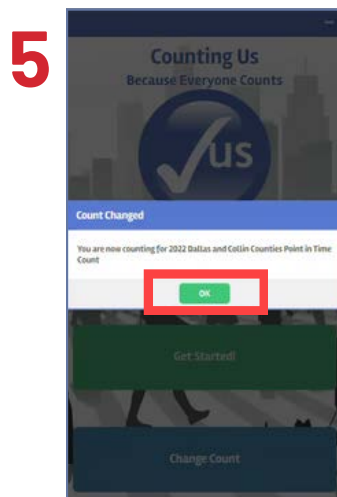 5
Counting Us
Because Everyone Counts
us
Count Changed
You are now counting for 2022 Dallas and Collin Counties Point in Time
Count
OK
Get Started!
Change Count